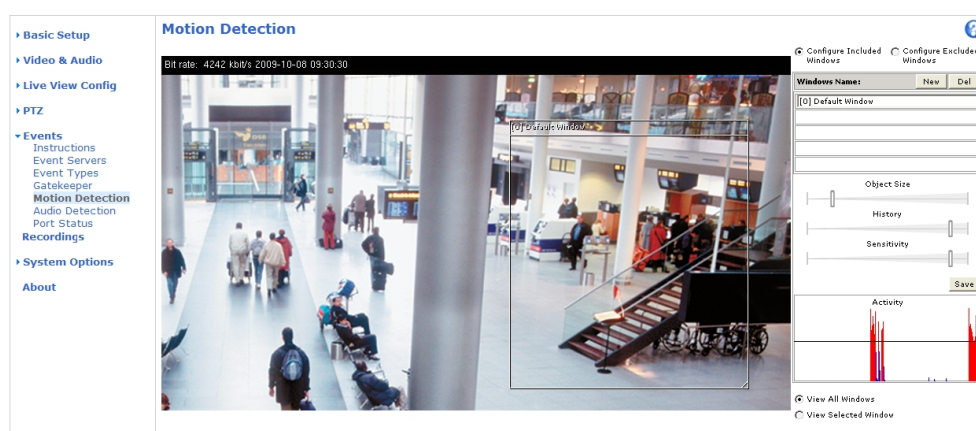 Motion Detection
Basic Setup
Video & Audio
Live View Config
PTZ
Events
Instructions
Event Servers
Event Types
Gatekeeper
Motion Detection
Audio Detection
Port Status
Recordings
System Options
About
Bit rate: 4242 kbit/s 2009-10-08 09:30:30
[0] Default Window
?
Configure Included Windows
Configure Excluded Windows
Windows Name:
New
Del
[0] Default Window
Object Size
History
Sensitivity
Save
Activity
View All Windows
View Selected Window